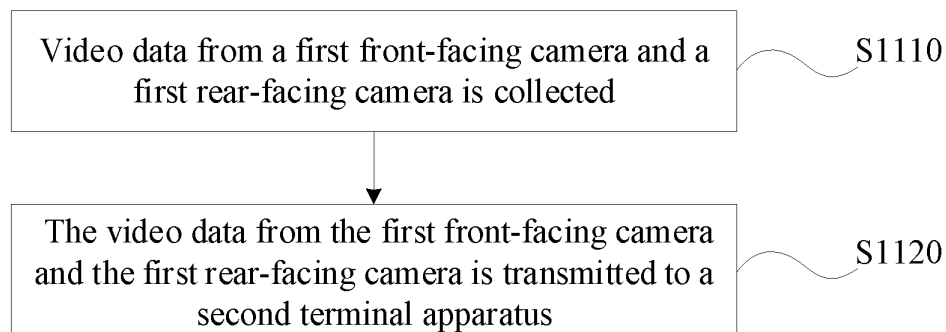 Video data from a first front-facing camera and a
first rear-facing camera is collected
S1110
The video data from the first front-facing camera
and the first rear-facing camera is transmitted to a
second terminal apparatus
S1120